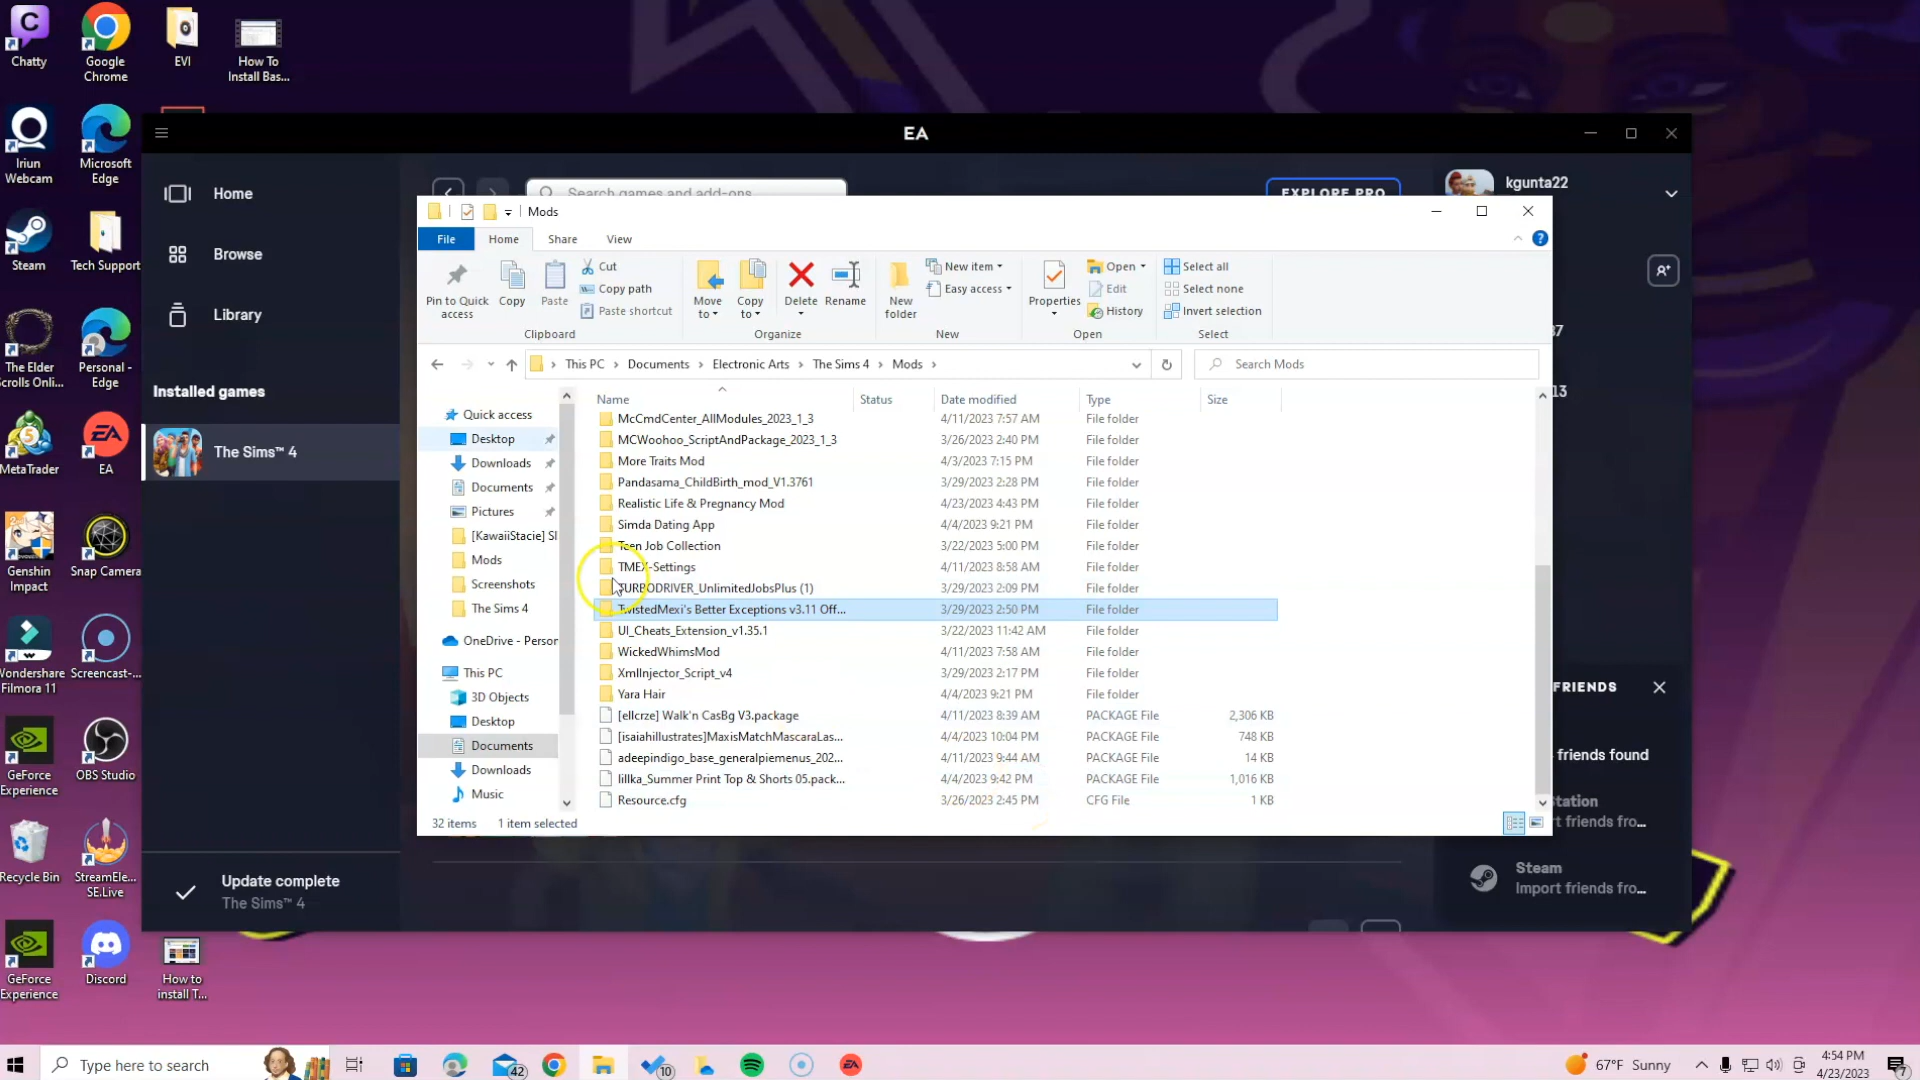 Chatty
Google
Chrome
EVI
How To
Install Bas...
Iriun
Webcam
Microsoft
Edge
Steam
Tech Support
The Elder
Scrolls Onli...
Personal -
Edge
MetaTrader
EA
Genshin
Impact
Snap Camera
Wondershare
Filmora 11
Screencast-...
GeForce
Experience
OBS Studio
Recycle Bin
StreamEle...
SE.Live
GeForce
Experience
Discord
How to
install T...
EA
Home
Browse
Library
Installed games
The Sims™ 4
Update complete
The Sims™ 4
Search games and add-ons
EXPLORE PRO
kgunta22
Mods
File
Home
Share
View
Pin to Quick
access
Copy
Paste
Cut
Copy path
Paste shortcut
Clipboard
Move
to
Copy
to
Delete
Rename
Organize
New
folder
New item
Easy access
New
Properties
Open
Edit
History
Open
Select all
Select none
Invert selection
Select
This PC > Documents > Electronic Arts > The Sims 4 > Mods >
Search Mods
Quick access
Desktop
Downloads
Documents
Pictures
[KawaiiStacie] Sl
Mods
Screenshots
The Sims 4
OneDrive - Person
This PC
3D Objects
Desktop
Documents
Downloads
Music
Name Status Date modified Type Size
McCmdCenter_AllModules_2023_1_3 4/11/2023 7:57 AM File folder
MCWoohoo_ScriptAndPackage_2023_1_3 3/26/2023 2:40 PM File folder
More Traits Mod 4/3/2023 7:15 PM File folder
Pandasama_ChildBirth_mod_V1.3761 3/29/2023 2:28 PM File folder
Realistic Life & Pregnancy Mod 4/23/2023 4:43 PM File folder
Simda Dating App 4/4/2023 9:21 PM File folder
Teen Job Collection 3/22/2023 5:00 PM File folder
TMEX-Settings 4/11/2023 8:58 AM File folder
TURBODRIVER_UnlimitedJobsPlus (1) 3/29/2023 2:09 PM File folder
TwistedMexi's Better Exceptions v3.11 Off... 3/29/2023 2:50 PM File folder
UI_Cheats_Extension_v1.35.1 3/22/2023 11:42 AM File folder
WickedWhimsMod 4/11/2023 7:58 AM File folder
XmlInjector_Script_v4 3/29/2023 2:17 PM File folder
Yara Hair 4/4/2023 9:21 PM File folder
[ellcrze] Walk'n CasBg V3.package 4/11/2023 8:39 AM PACKAGE File 2,306 KB
[isaiahillustrates]MaxisMatchMascaraLas... 4/4/2023 10:04 PM PACKAGE File 748 KB
adeepindigo_base_generalpiemenus_202... 4/11/2023 9:44 AM PACKAGE File 14 KB
lillka_Summer Print Top & Shorts 05.pack... 4/4/2023 9:42 PM PACKAGE File 1,016 KB
Resource.cfg 3/26/2023 2:45 PM CFG File 1 KB
32 items 1 item selected
37
13
FRIENDS
friends found
Station
rt friends fro...
Steam
Import friends fro...
Type here to search
42
10
67°F Sunny
4:54 PM
4/23/2023
7